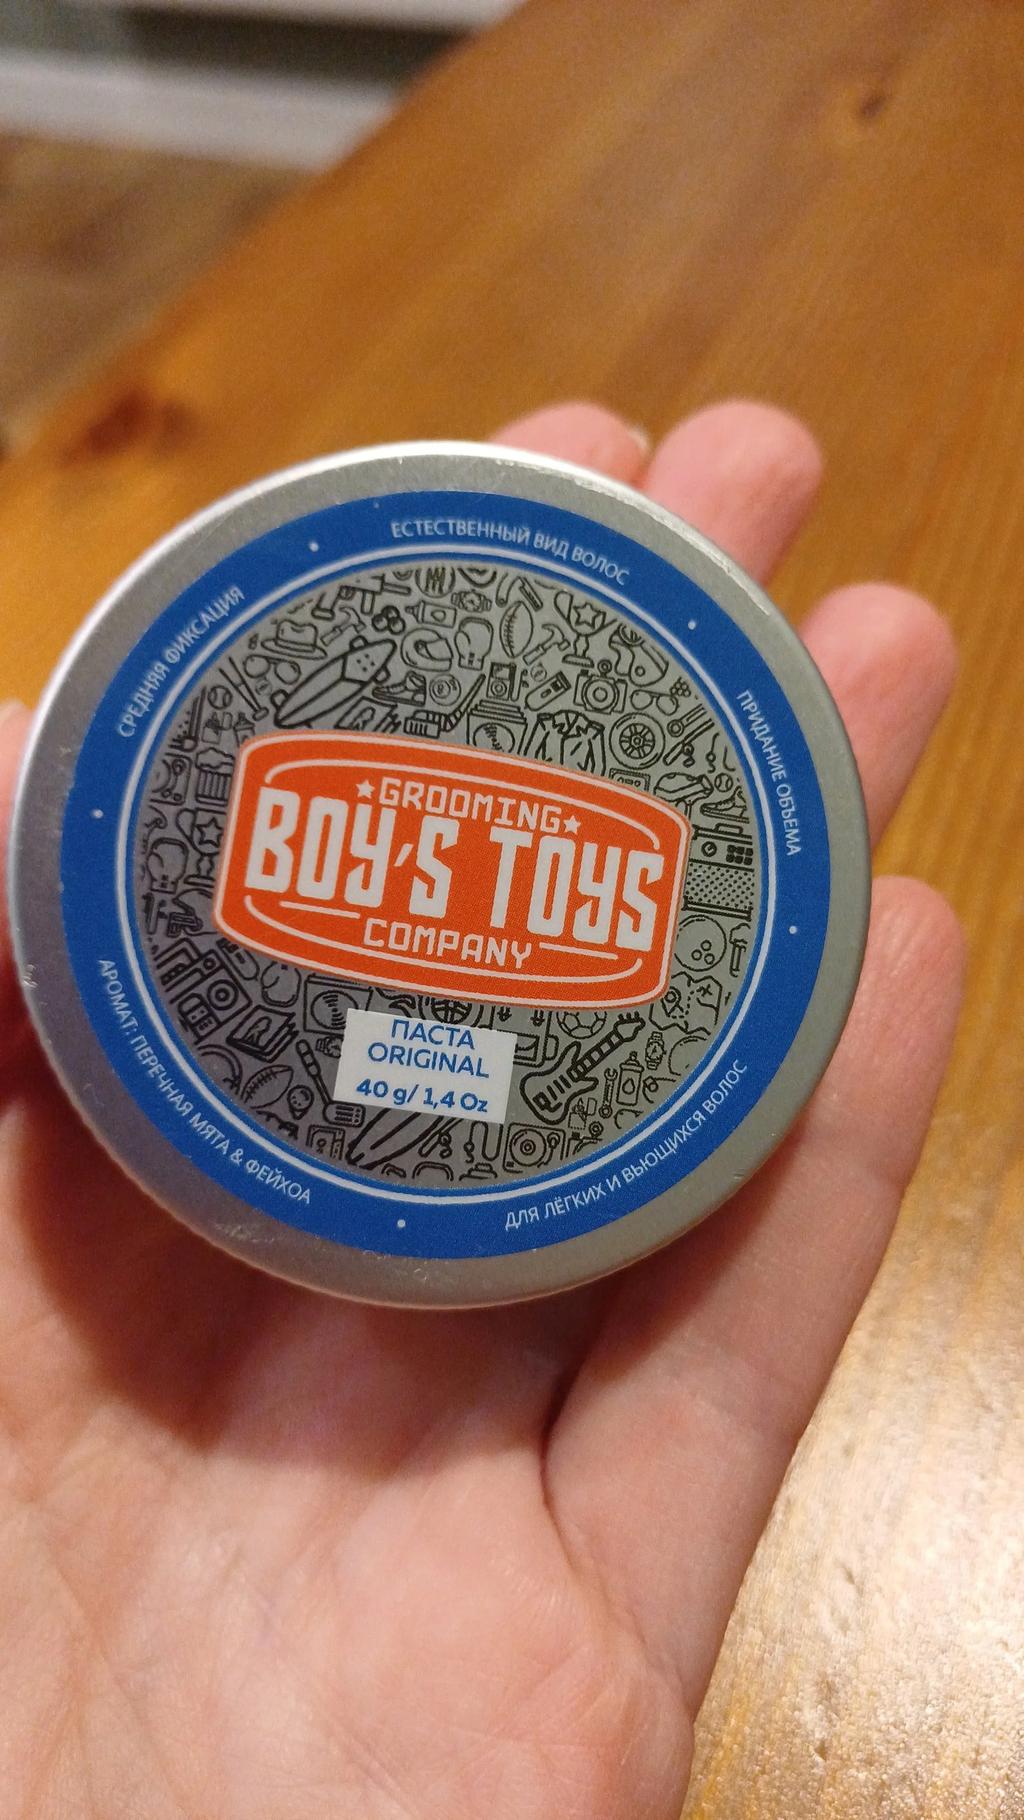 ЕСТЕСТВЕННЫЙ ВИД ВОЛОС
ПРИДАНИЕ ОБЪЕМА
ДЛЯ ЛЁГКИХ И ВЬЮЩИХСЯ ВОЛОС
АРОМАТ: ПЕРЕЧНАЯ МЯТА & ФЕЙХОА
СРЕДНЯЯ ФИКСАЦИЯ
GROOMING
BOY'S TOYS
COMPANY
ПАСТА
ORIGINAL
40 g/ 1,4 Oz